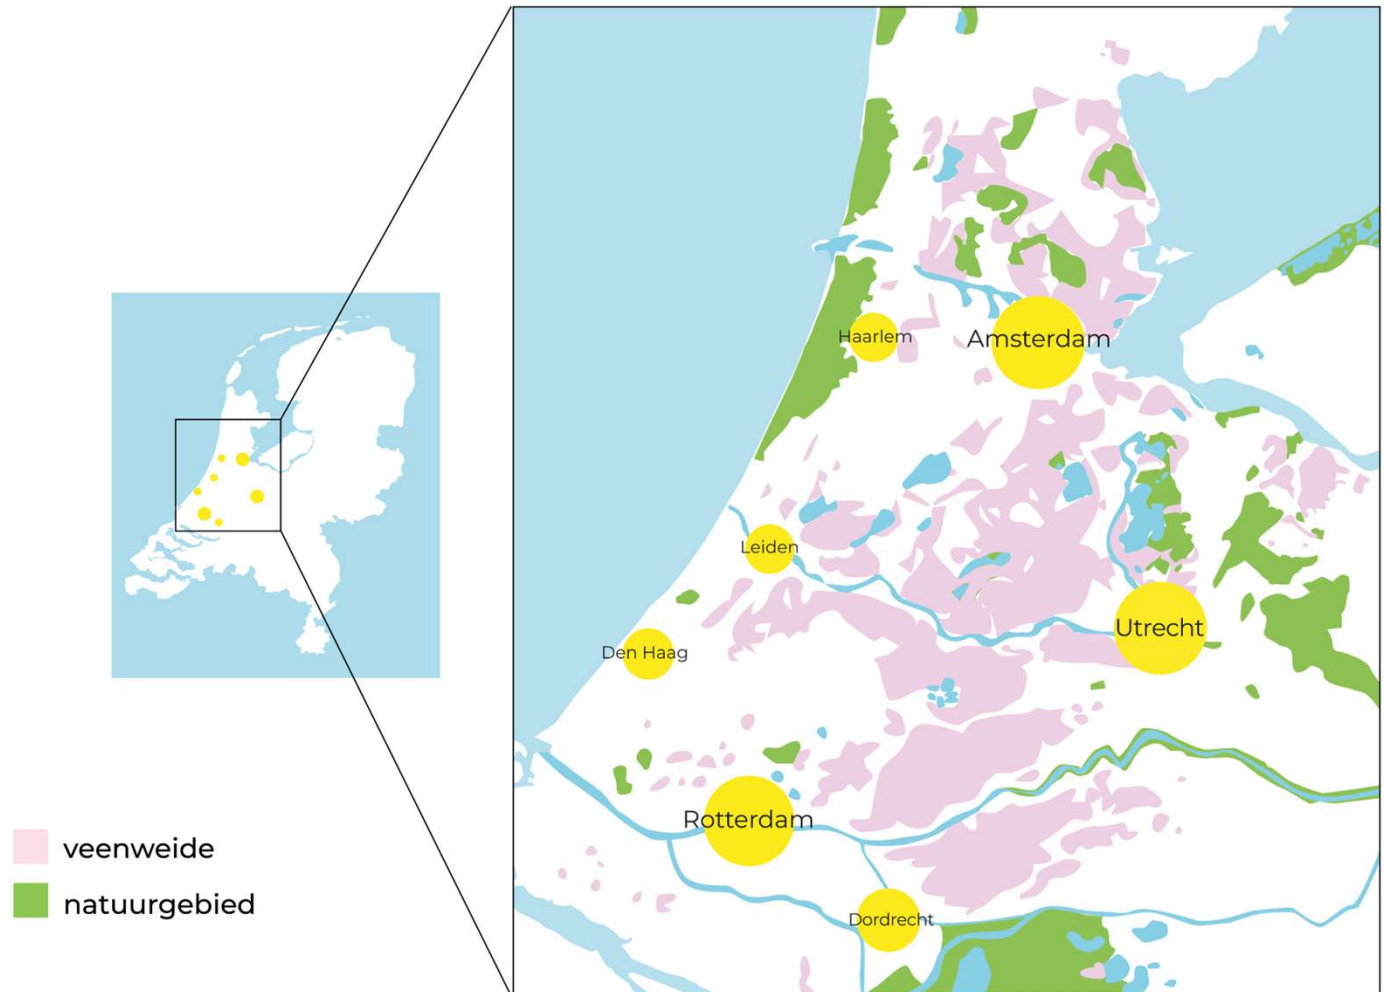 Haarlem
Amsterdam
Leiden
Utrecht
Den Haag
Rotterdam
Dordrecht
veenweide
natuurgebied